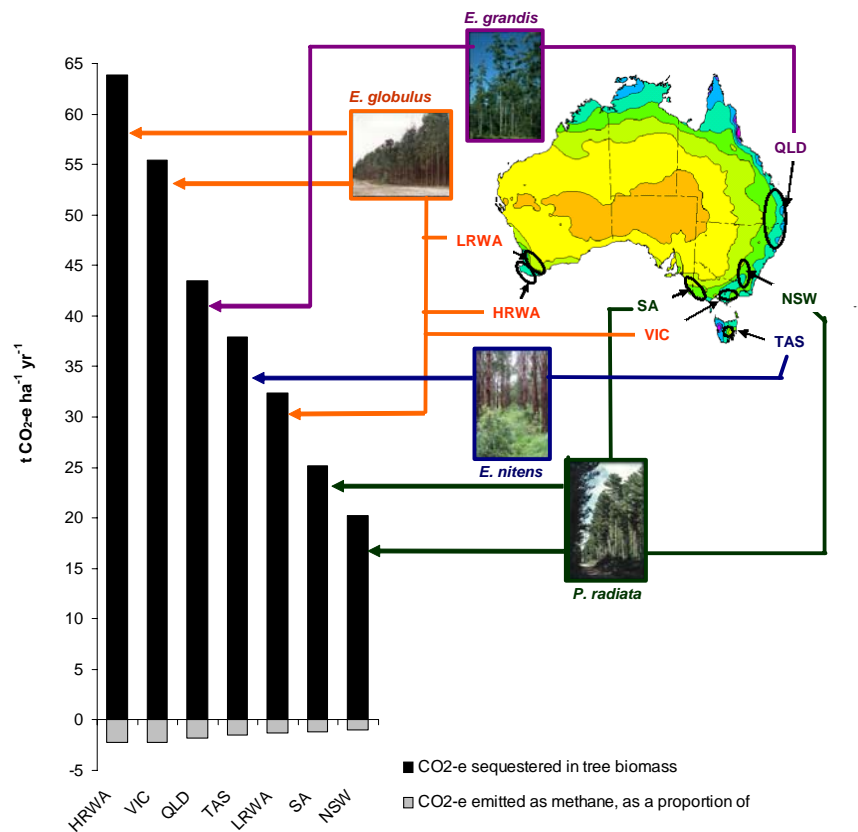 E. grandis
E. globulus
QLD
LRWA
HRWA
SA
NSW
VIC
TAS
E. nitens
P. radiata
t CO2-e ha-1 yr-1
65
60
55
50
45
40
35
30
25
20
15
10
5
0
-5
HRWA
VIC
QLD
TAS
LRWA
SA
NSW
CO2-e sequestered in tree biomass
CO2-e emitted as methane, as a proportion of